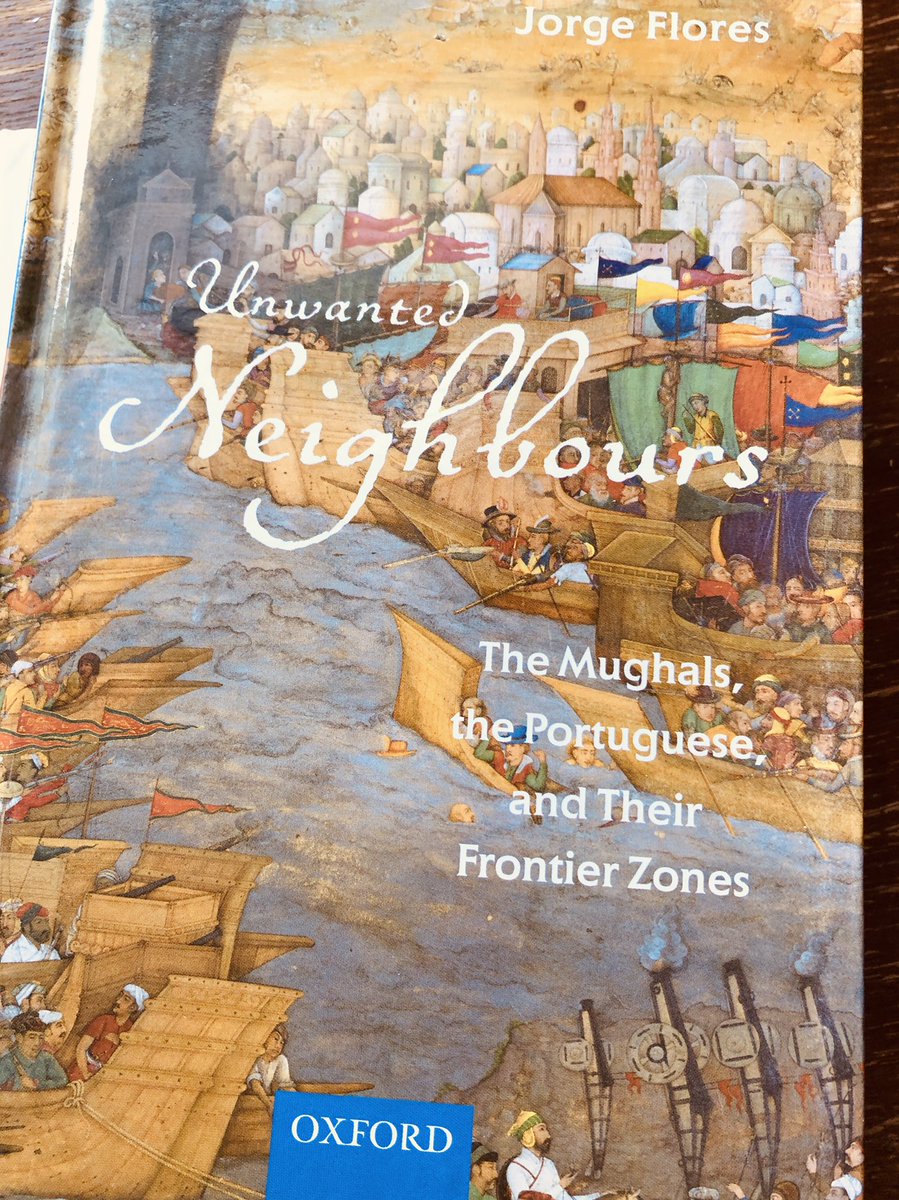 Jorge Flores
Unwanted
Neighbours
The Mughals,
the Portuguese,
and Their
Frontier Zones
OXFORD